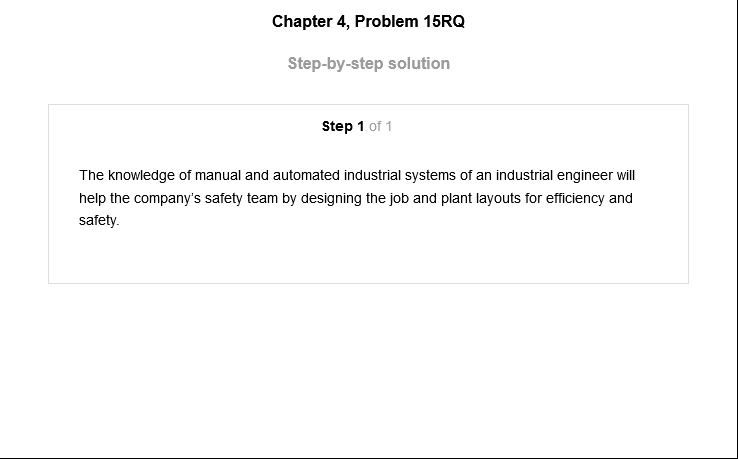 Chapter 4, Problem 15RQ
Step-by-step solution
Step 1 of 1
The knowledge of manual and automated industrial systems of an industrial engineer will
help the company’s safety team by designing the job and plant layouts for efficiency and
safety.